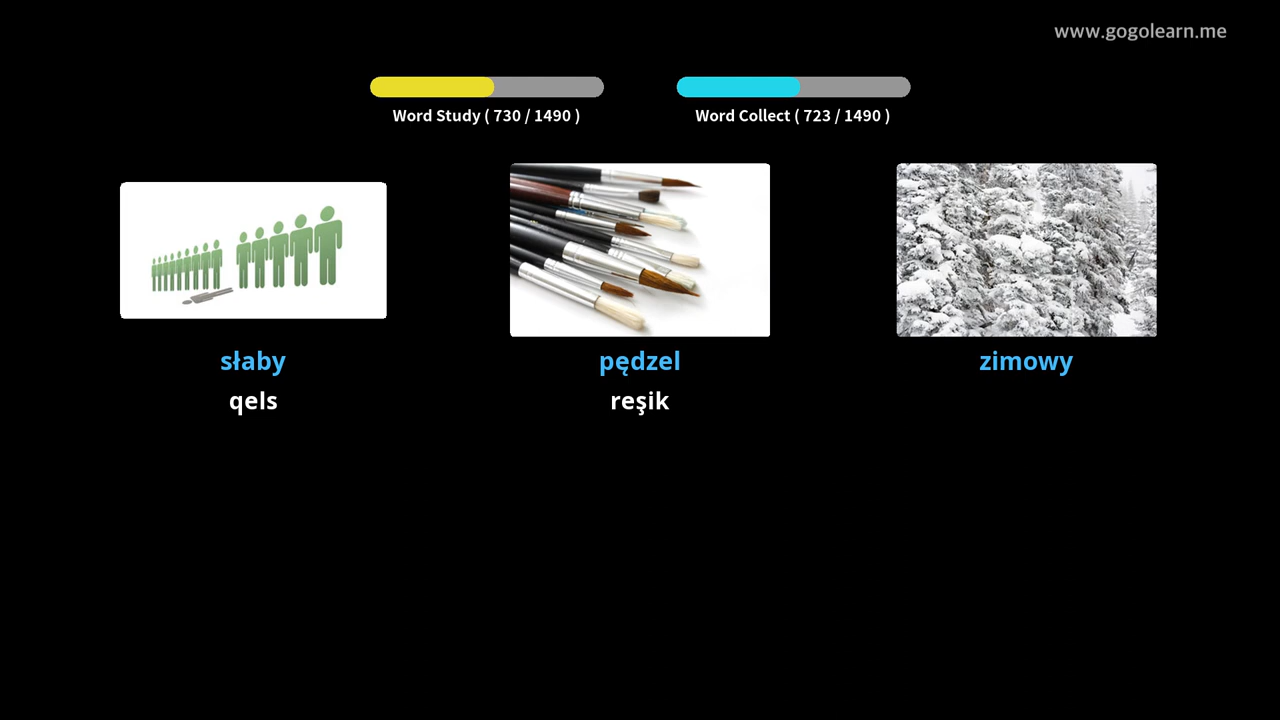 www.gogolearn.me
Word Study ( 730 / 1490 )
Word Collect ( 723 / 1490 )
słaby
pędzel
zimowy
qels
reşik